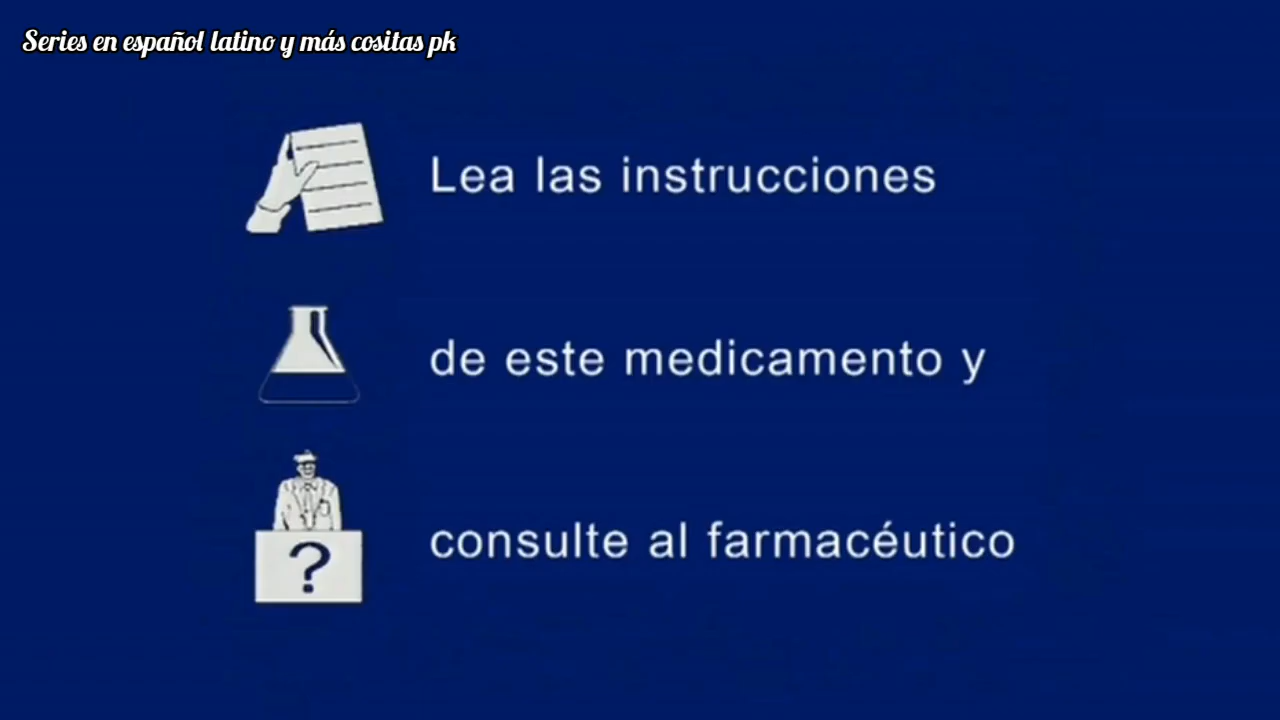 Series en español latino y más cositas pk
Lea las instrucciones
de este medicamento y
consulte al farmacéutico
?